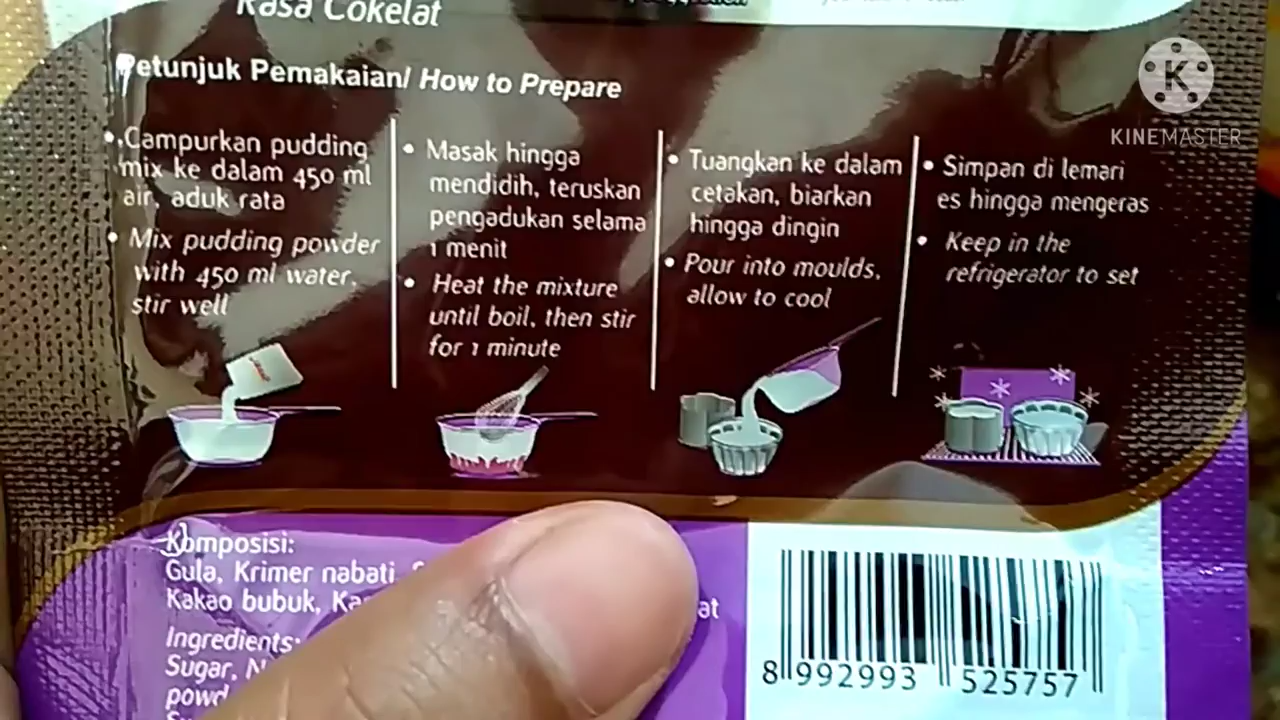 Rasa Cokelat
Petunjuk Pemakaian/ How to Prepare
• Campurkan pudding
mix ke dalam 450 ml
air, aduk rata
• Mix pudding powder
with 450 ml water,
stir well
• Masak hingga
mendidih, teruskan
pengadukan selama
1 menit
• Heat the mixture
until boil, then stir
for 1 minute
• Tuangkan ke dalam
cetakan, biarkan
hingga dingin
• Pour into moulds,
allow to cool
• Simpan di lemari
es hingga mengeras
• Keep in the
refrigerator to set
K
KINEMASTER
Komposisi:
Gula, Krimer nabati
Kakao bubuk,
Ingredients:
Sugar,
8 992993 525757